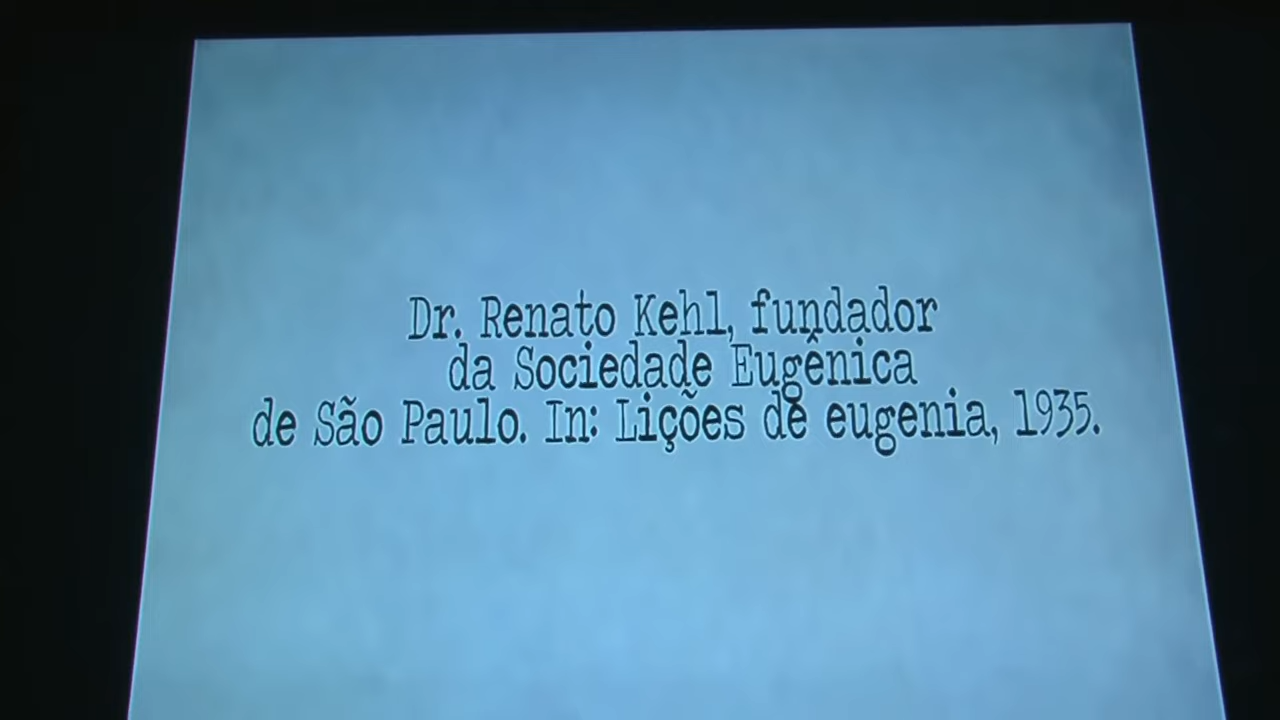 Dr. Renato Kehl, fundador
da Sociedade Eugênica
de São Paulo. In: Lições de eugenia, 1935.